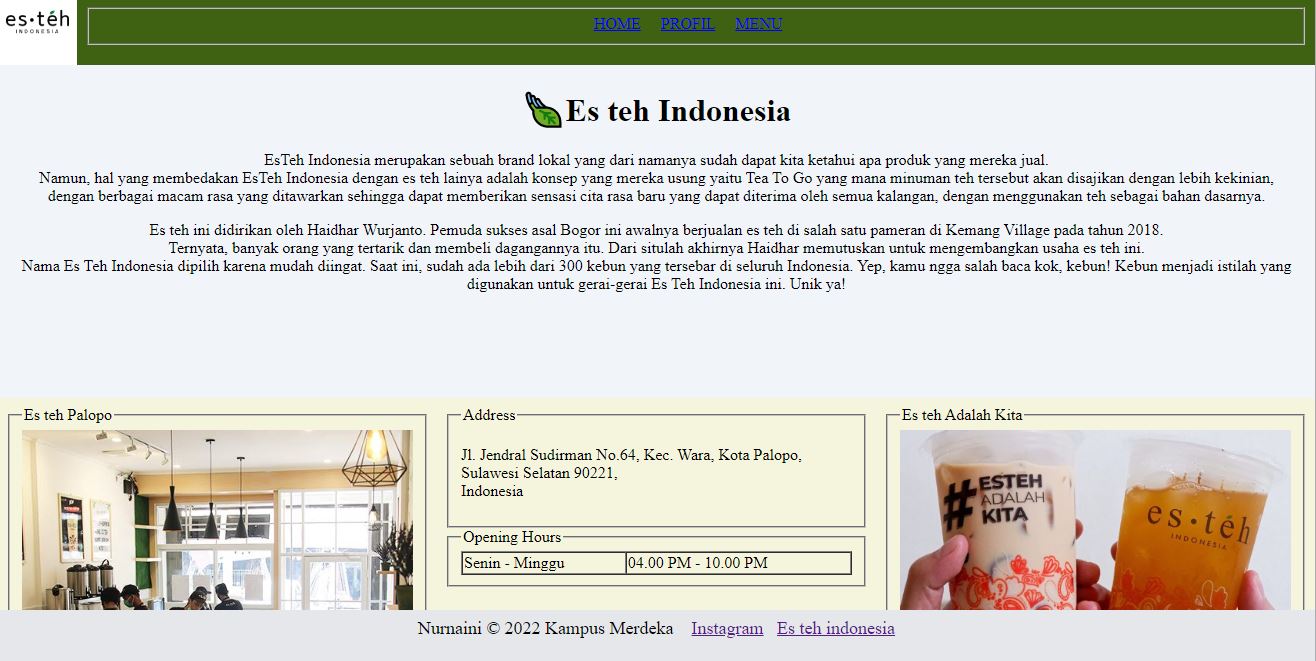 es•téh
INDONESIA
HOME PROFIL MENU
Es teh Indonesia
EsTeh Indonesia merupakan sebuah brand lokal yang dari namanya sudah dapat kita ketahui apa produk yang mereka jual.
Namun, hal yang membedakan EsTeh Indonesia dengan es teh lainya adalah konsep yang mereka usung yaitu Tea To Go yang mana minuman teh tersebut akan disajikan dengan lebih kekinian,
dengan berbagai macam rasa yang ditawarkan sehingga dapat memberikan sensasi cita rasa baru yang dapat diterima oleh semua kalangan, dengan menggunakan teh sebagai bahan dasarnya.
Es teh ini didirikan oleh Haidhar Wurjanto. Pemuda sukses asal Bogor ini awalnya berjualan es teh di salah satu pameran di Kemang Village pada tahun 2018.
Ternyata, banyak orang yang tertarik dan membeli dagangannya itu. Dari situlah akhirnya Haidhar memutuskan untuk mengembangkan usaha es teh ini.
Nama Es Teh Indonesia dipilih karena mudah diingat. Saat ini, sudah ada lebih dari 300 kebun yang tersebar di seluruh Indonesia. Yep, kamu ngga salah baca kok, kebun! Kebun menjadi istilah yang
digunakan untuk gerai-gerai Es Teh Indonesia ini. Unik ya!
Es teh Palopo
Address
Jl. Jendral Sudirman No.64, Kec. Wara, Kota Palopo,
Sulawesi Selatan 90221,
Indonesia
Opening Hours
Senin - Minggu 04.00 PM - 10.00 PM
Es teh Adalah Kita
#ESTEH
ADALAH
KITA
es•téh
INDONESIA
Nurnaini © 2022 Kampus Merdeka Instagram Es teh indonesia